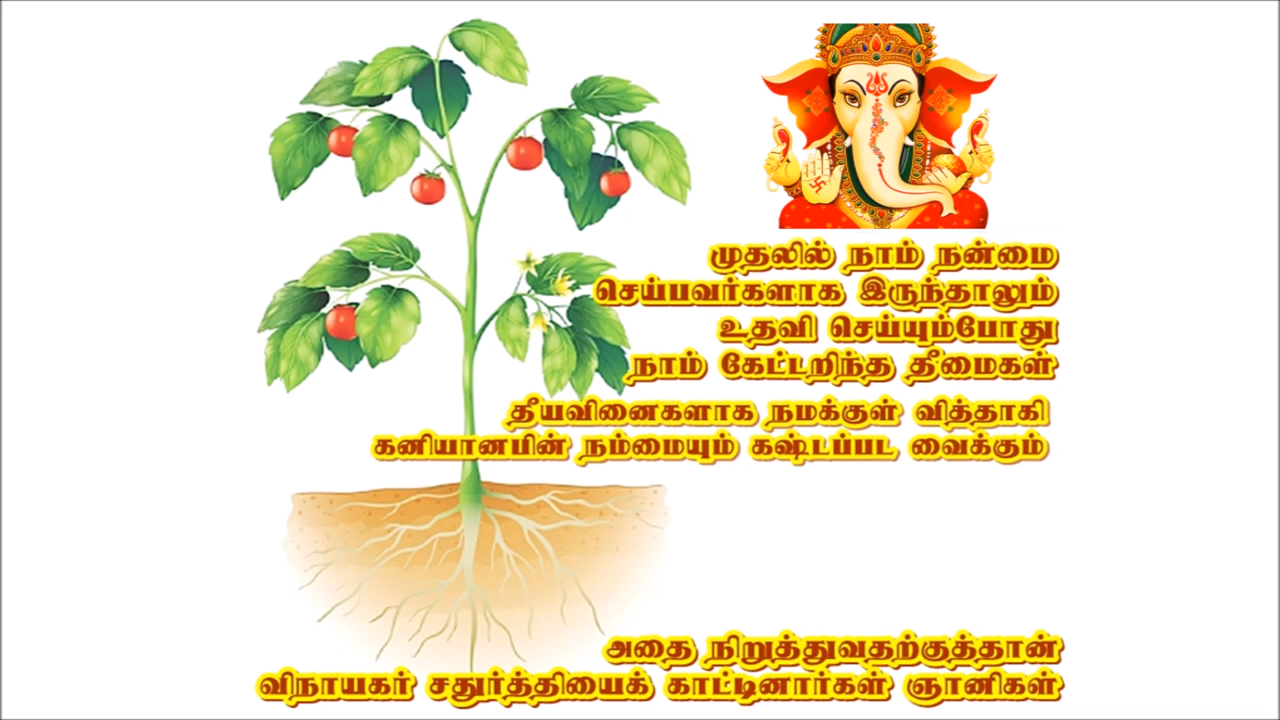 முதலில் நாம் நன்மை
செய்பவர்களாக இருந்தாலும்
உதவி செய்யும்போது
நாம் கேட்டறிந்த தீமைகள்
தீயவினைகளாக நமக்குள் வித்தாகி
கனியானபின் நம்மையும் கஷ்டப்பட வைக்கும்
அதை நிறுத்துவதற்குத்தான்
விநாயகர் சதுர்த்தியைக் காட்டினார்கள் ஞானிகள்